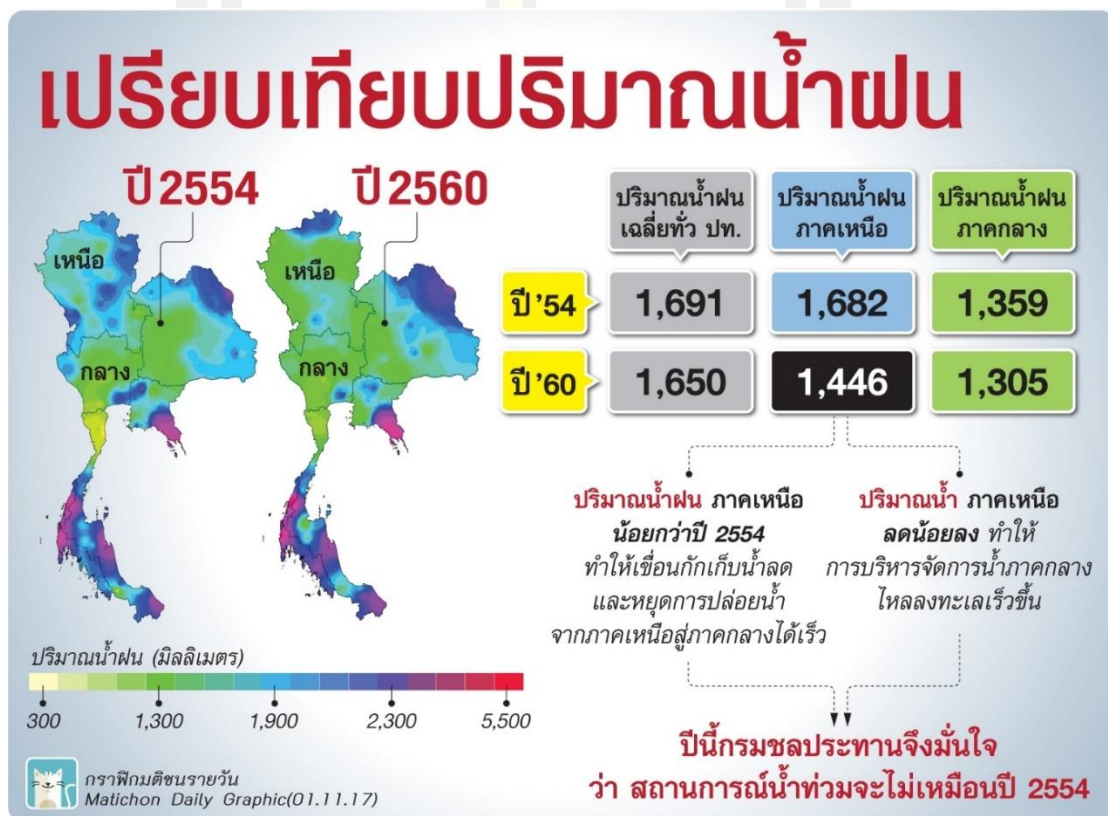 เปรียบเทียบปริมาณน้ำฝน
ปี 2554
ปี 2560
เหนือ
กลาง
เหนือ
กลาง
ปริมาณน้ำฝน
เฉลี่ยทั่ว ปท.
ปริมาณน้ำฝน
ภาคเหนือ
ปริมาณน้ำฝน
ภาคกลาง
ปี '54
1,691
1,682
1,359
ปี '60
1,650
1,446
1,305
ปริมาณน้ำฝน ภาคเหนือ
น้อยกว่าปี 2554
ทำให้เขื่อนกักเก็บน้ำลด
และหยุดการปล่อยน้ำ
จากภาคเหนือสู่ภาคกลางได้เร็ว
ปริมาณน้ำ ภาคเหนือ
ลดน้อยลง ทำให้
การบริหารจัดการน้ำภาคกลาง
ไหลลงทะเลเร็วขึ้น
ปริมาณน้ำฝน (มิลลิเมตร)
300
1,300
1,900
2,300
5,500
ปีนี้กรมชลประทานจึงมั่นใจ
ว่า สถานการณ์น้ำท่วมจะไม่เหมือนปี 2554
กราฟิกมติชนรายวัน
Matichon Daily Graphic(01.11.17)